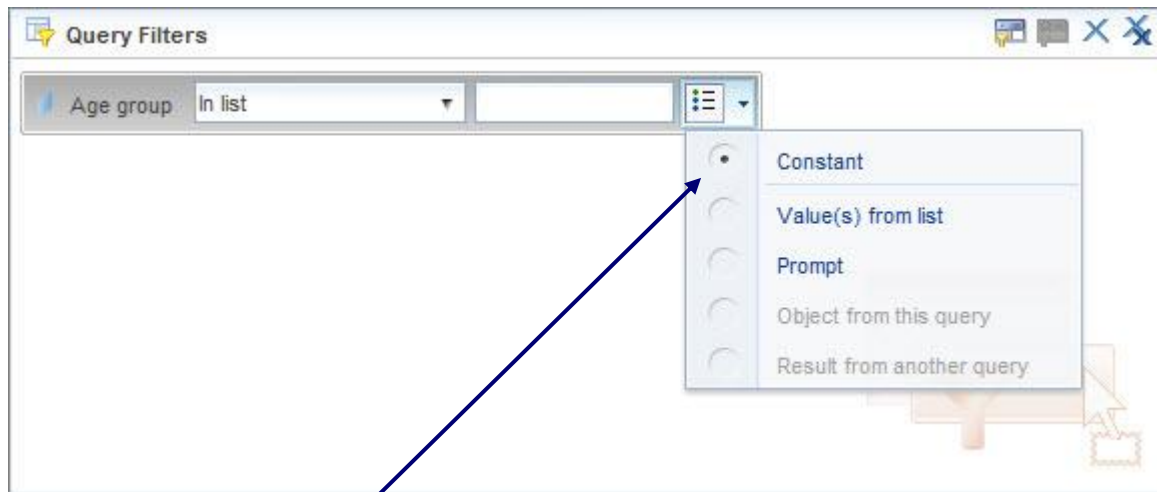 Query Filters
Age group In list
Constant
Value(s) from list
Prompt
Object from this query
Result from another query